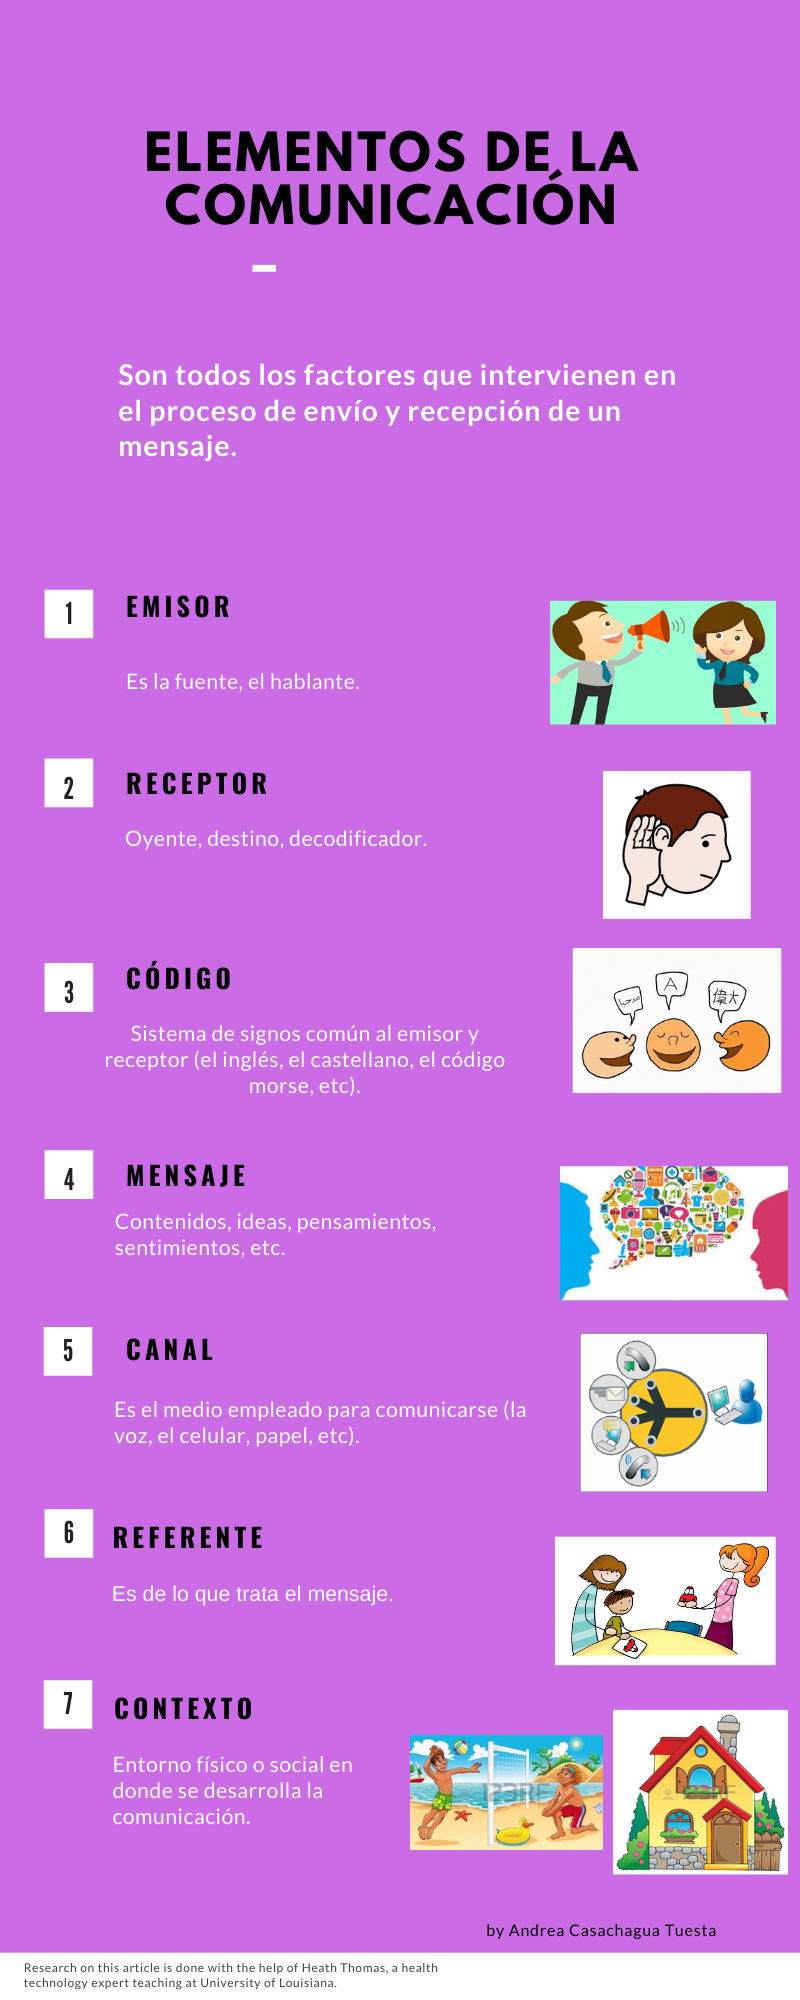 ELEMENTOS DE LA
COMUNICACIÓN
Son todos los factores que intervienen en
el proceso de envío y recepción de un
mensaje.
1
EMISOR
Es la fuente, el hablante.
2
RECEPTOR
Oyente, destino, decodificador.
3
CÓDIGO
Sistema de signos común al emisor y
receptor (el inglés, el castellano, el código
morse, etc).
A
偉大
4
MENSAJE
Contenidos, ideas, pensamientos,
sentimientos, etc.
5
CANAL
Es el medio empleado para comunicarse (la
voz, el celular, papel, etc).
6
REFERENTE
Es de lo que trata el mensaje.
7
CONTEXTO
Entorno físico o social en
donde se desarrolla la
comunicación.
123RF
by Andrea Casachagua Tuesta
Research on this article is done with the help of Heath Thomas, a health
technology expert teaching at University of Louisiana.